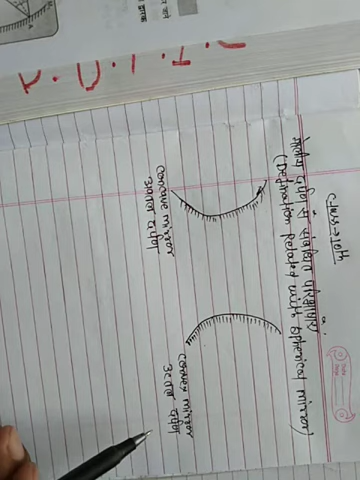 Class → 10th
गोलीय दर्पण से संबंधित परिभाषाएं
(Defination Related with Spherical mirror)
concave mirror
अवतल दर्पण
convex mirror
उत्तल दर्पण